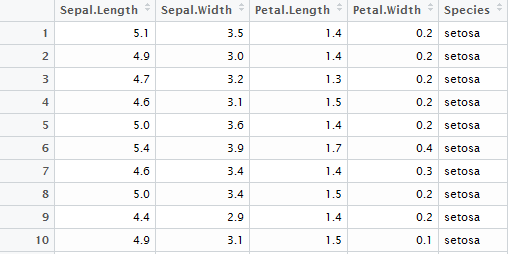 Sepal.Length Sepal.Width Petal.Length Petal.Width Species
1 5.1 3.5 1.4 0.2 setosa
2 4.9 3.0 1.4 0.2 setosa
3 4.7 3.2 1.3 0.2 setosa
4 4.6 3.1 1.5 0.2 setosa
5 5.0 3.6 1.4 0.2 setosa
6 5.4 3.9 1.7 0.4 setosa
7 4.6 3.4 1.4 0.3 setosa
8 5.0 3.4 1.5 0.2 setosa
9 4.4 2.9 1.4 0.2 setosa
10 4.9 3.1 1.5 0.1 setosa